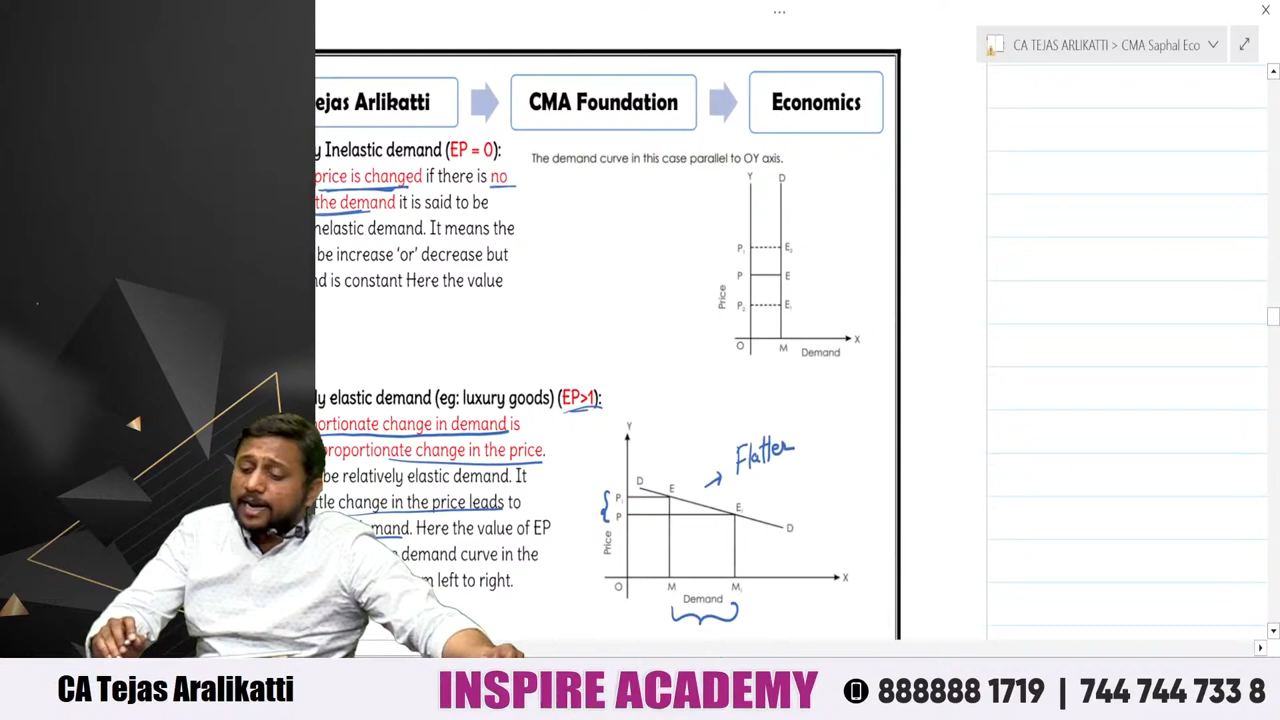 CA TEJAS ARLIKATTI > CMA Saphal Eco
ejas Arlikatti
CMA Foundation
Economics
y Inelastic demand (EP = 0):
price is changed if there is no
the demand it is said to be
nelastic demand. It means the
be increase ‘or’ decrease but
nd is constant Here the value
The demand curve in this case parallel to OY axis.
Y D
P₁ E₂
P E
P₂ E₁
Price
O M X
Demand
ly elastic demand (eg: luxury goods) (EP>1):
ortionate change in demand is
proportionate change in the price.
be relatively elastic demand. It
tle change in the price leads to
mand. Here the value of EP
demand curve in the
m left to right.
Y
Flatter
D E
P₁ E₁
P D
Price
O M M₁ X
Demand
CA Tejas Aralikatti
INSPIRE ACADEMY
888888 1719 | 744 744 733 8